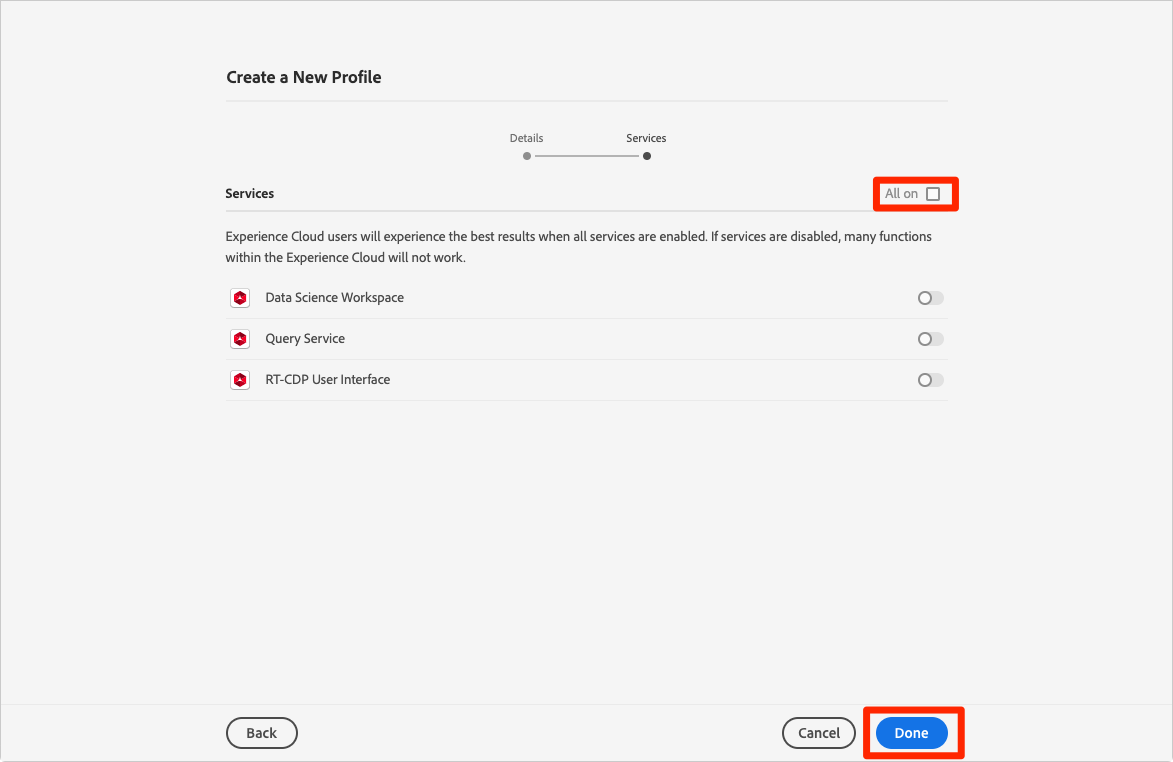 Create a New Profile
Details
Services
Services
All on
Experience Cloud users will experience the best results when all services are enabled. If services are disabled, many functions
within the Experience Cloud will not work.
Data Science Workspace
Query Service
RT-CDP User Interface
Back
Cancel
Done